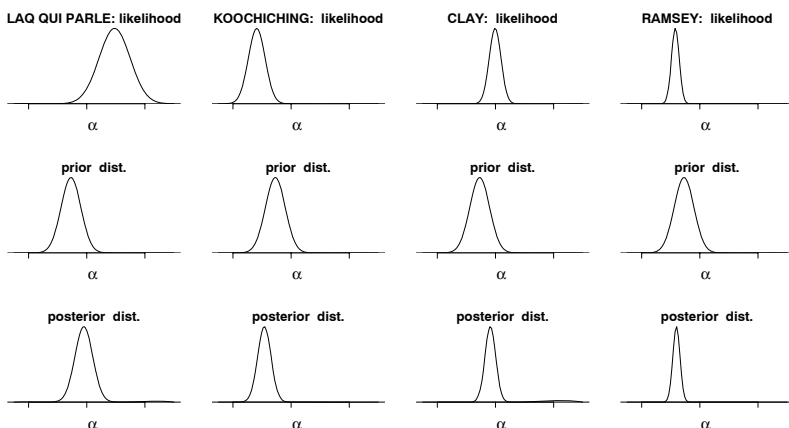 LAQ QUI PARLE: likelihood KOOCHICHING: likelihood CLAY: likelihood RAMSEY: likelihood
α α α α
prior dist. prior dist. prior dist. prior dist.
α α α α
posterior dist. posterior dist. posterior dist. posterior dist.
α α α α